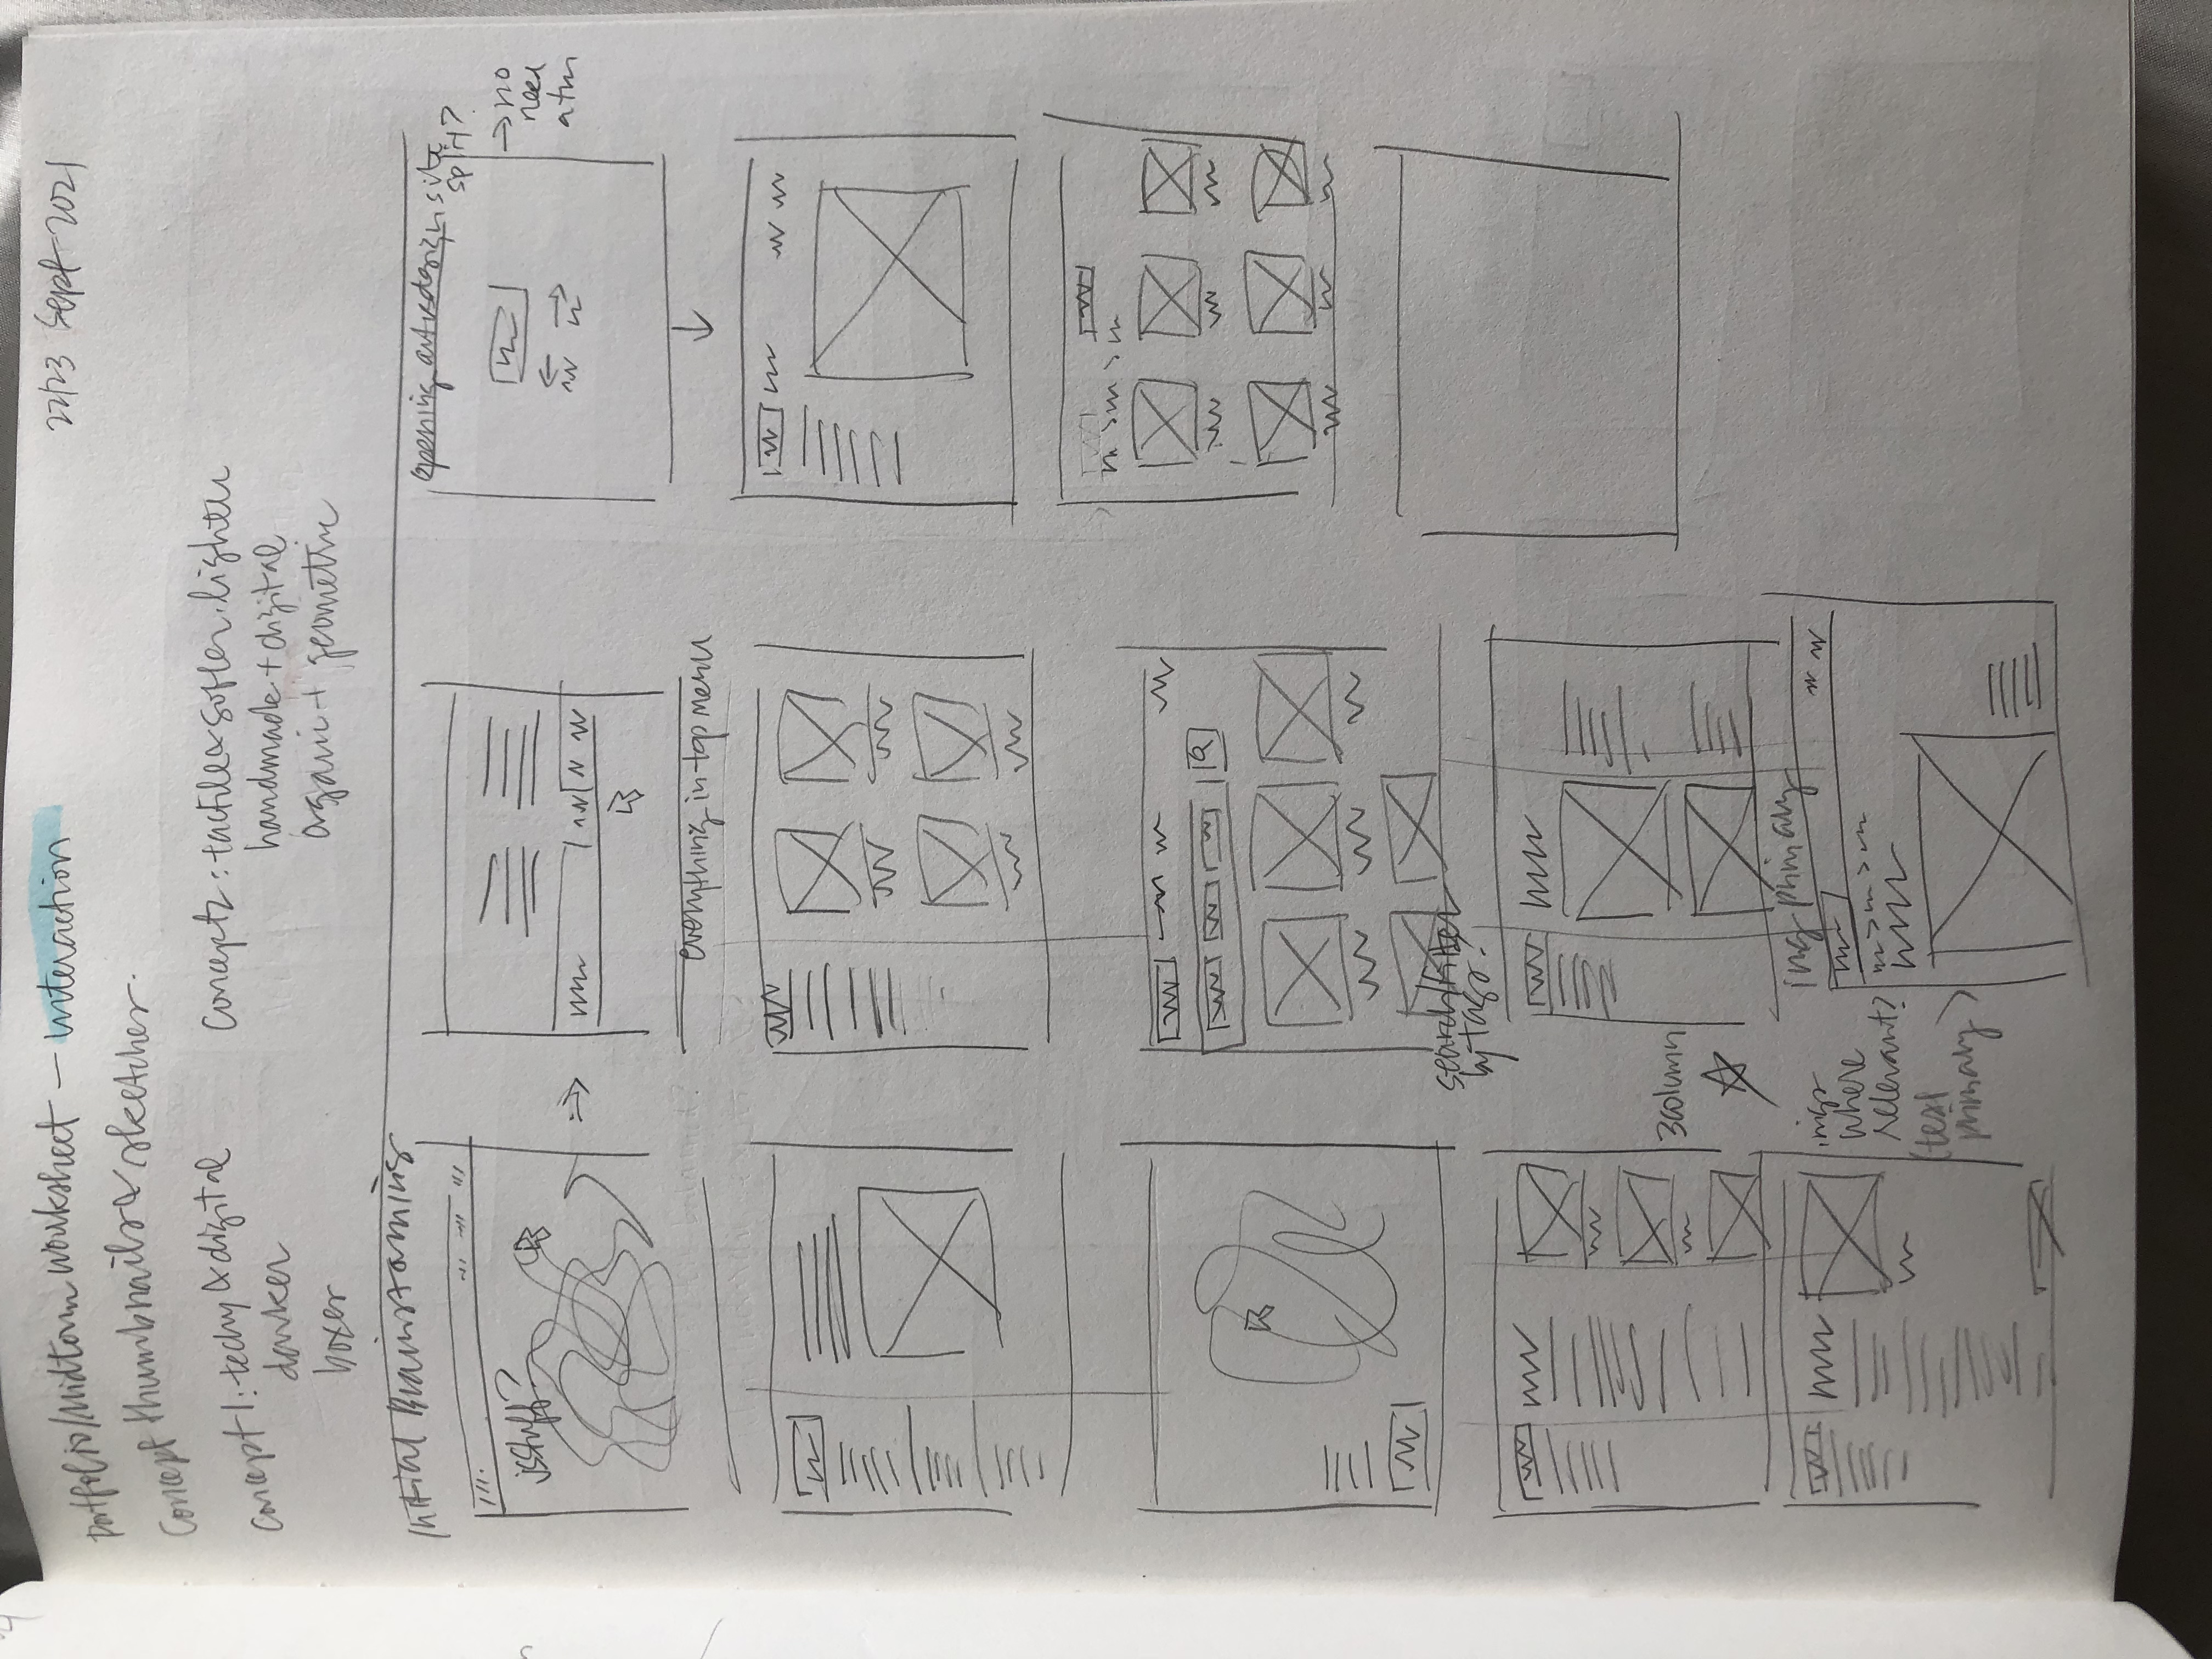 Portfolio/Midterm Worksheet – Interaction
22/23 Sept 2021
Concept thumbnails & sketches.
Concept 1: techy & digital
darker
boxes
Concept 2: tactile & softer. lighter
handmade + digital
organic + geometric
Initial Brainstorming
js stuff?
opening art & design site
split?
→ no
need
atm
everything in top menu
search/filter
by tags?
3 column
img primary
imgs
where
relevant?
(text
primary)